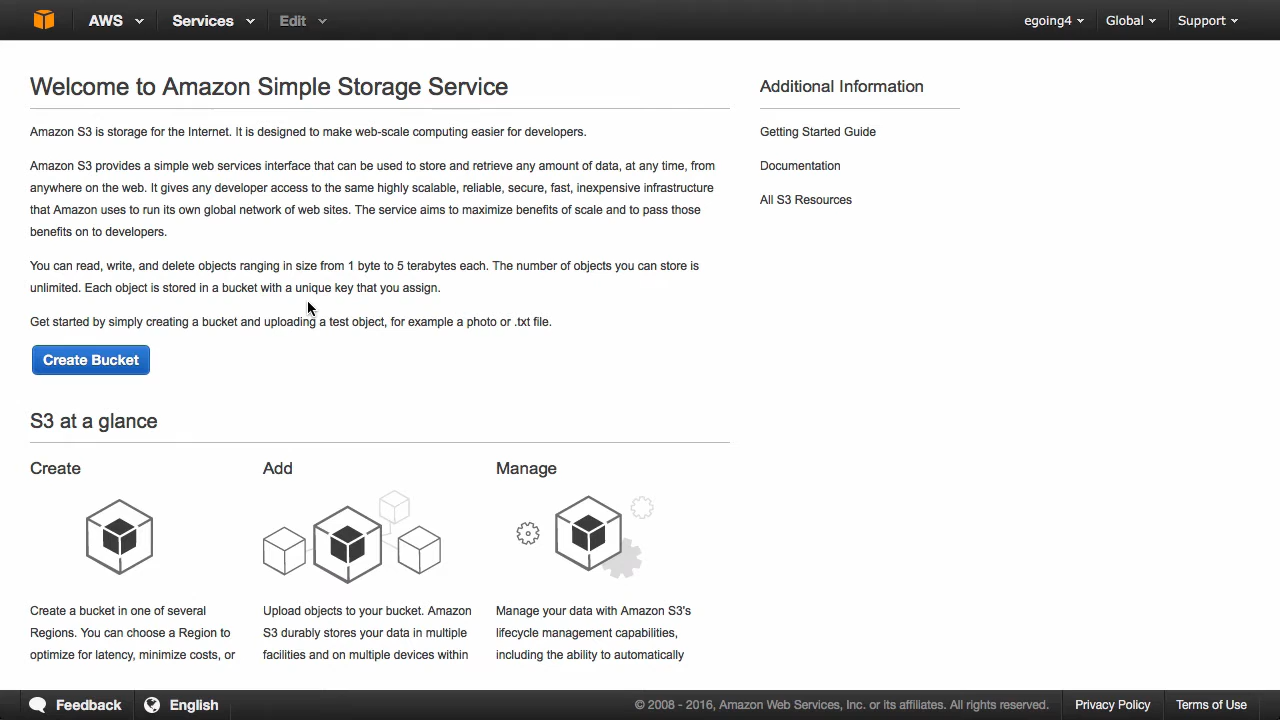 AWS Services Edit egoing4 Global Support
Welcome to Amazon Simple Storage Service
Amazon S3 is storage for the Internet. It is designed to make web-scale computing easier for developers.
Amazon S3 provides a simple web services interface that can be used to store and retrieve any amount of data, at any time, from
anywhere on the web. It gives any developer access to the same highly scalable, reliable, secure, fast, inexpensive infrastructure
that Amazon uses to run its own global network of web sites. The service aims to maximize benefits of scale and to pass those
benefits on to developers.
You can read, write, and delete objects ranging in size from 1 byte to 5 terabytes each. The number of objects you can store is
unlimited. Each object is stored in a bucket with a unique key that you assign.
Get started by simply creating a bucket and uploading a test object, for example a photo or .txt file.
Create Bucket
Additional Information
Getting Started Guide
Documentation
All S3 Resources
S3 at a glance
Create
Create a bucket in one of several
Regions. You can choose a Region to
optimize for latency, minimize costs, or
Add
Upload objects to your bucket. Amazon
S3 durably stores your data in multiple
facilities and on multiple devices within
Manage
Manage your data with Amazon S3's
lifecycle management capabilities,
including the ability to automatically
Feedback English © 2008 - 2016, Amazon Web Services, Inc. or its affiliates. All rights reserved. Privacy Policy Terms of Use